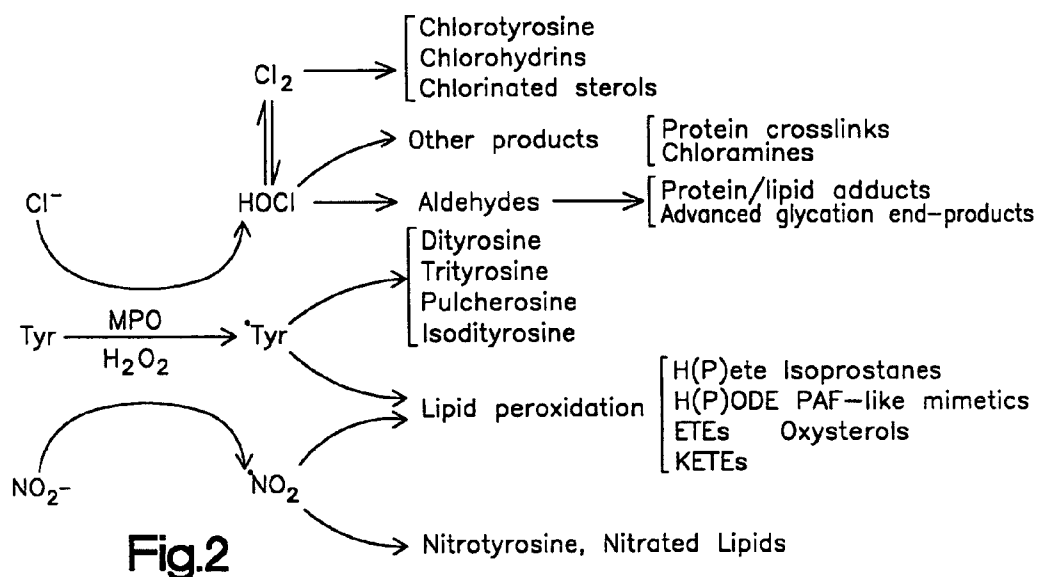 Chlorotyrosine
Chlorohydrins
Chlorinated sterols
Cl₂
Other products
Protein crosslinks
Chloramines
Cl⁻
HOCl
Aldehydes
Protein/lipid adducts
Advanced glycation end-products
Dityrosine
Trityrosine
Pulcherosine
Isodityrosine
Tyr
MPO
H₂O₂
•Tyr
Lipid peroxidation
H(P)ete Isoprostanes
H(P)ODE PAF-like mimetics
ETEs Oxysterols
KETEs
NO₂-
•NO₂
Nitrotyrosine, Nitrated Lipids
Fig.2